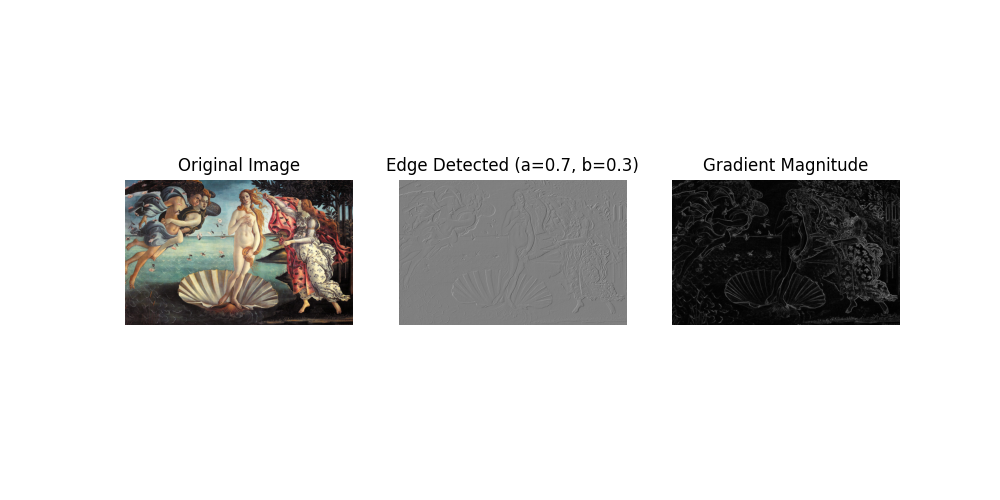 Original Image
Edge Detected (a=0.7, b=0.3)
Gradient Magnitude